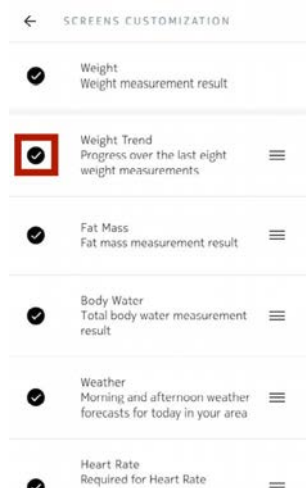 SCREENS CUSTOMIZATION
Weight
Weight measurement result
Weight Trend
Progress over the last eight
weight measurements
Fat Mass
Fat mass measurement result
Body Water
Total body water measurement
result
Weather
Morning and afternoon weather
forecasts for today in your area
Heart Rate
Required for Heart Rate